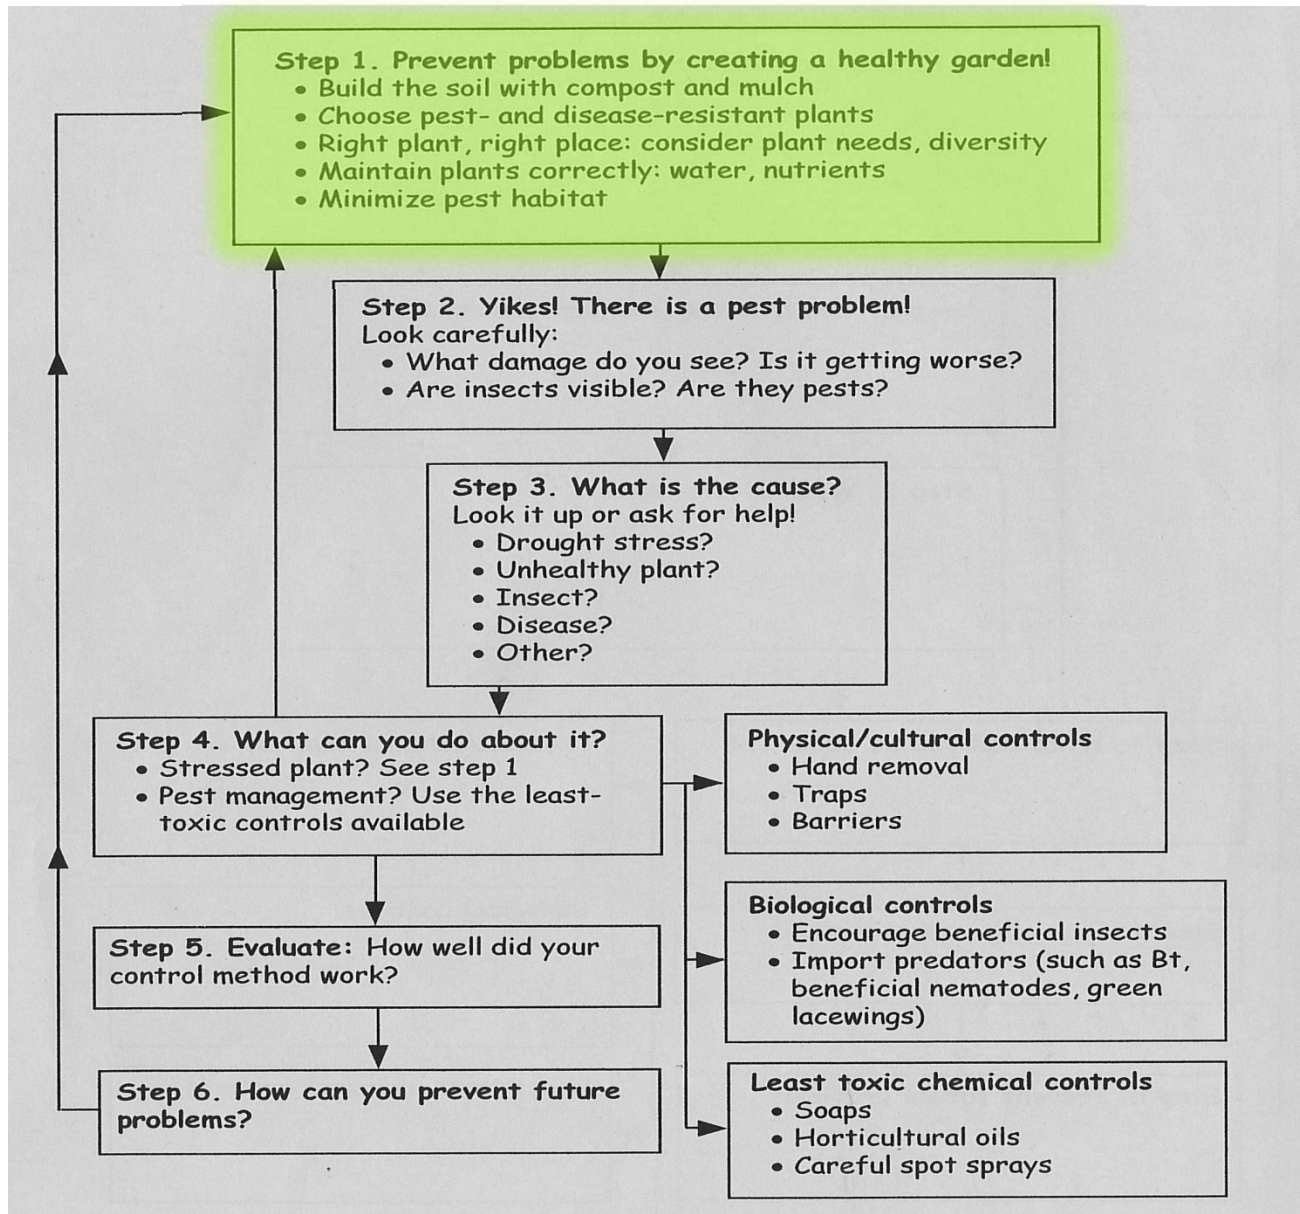 Step 1. Prevent problems by creating a healthy garden!
• Build the soil with compost and mulch
• Choose pest- and disease-resistant plants
• Right plant, right place: consider plant needs, diversity
• Maintain plants correctly: water, nutrients
• Minimize pest habitat
Step 2. Yikes! There is a pest problem!
Look carefully:
• What damage do you see? Is it getting worse?
• Are insects visible? Are they pests?
Step 3. What is the cause?
Look it up or ask for help!
• Drought stress?
• Unhealthy plant?
• Insect?
• Disease?
• Other?
Step 4. What can you do about it?
• Stressed plant? See step 1
• Pest management? Use the least-
toxic controls available
Physical/cultural controls
• Hand removal
• Traps
• Barriers
Biological controls
• Encourage beneficial insects
• Import predators (such as Bt,
beneficial nematodes, green
lacewings)
Least toxic chemical controls
• Soaps
• Horticultural oils
• Careful spot sprays
Step 5. Evaluate: How well did your
control method work?
Step 6. How can you prevent future
problems?